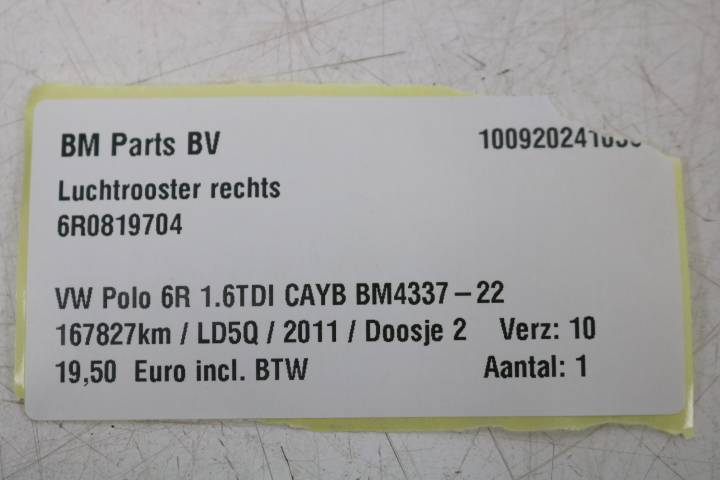 BM Parts BV
Luchtrooster rechts
6R0819704
VW Polo 6R 1.6TDI CAYB BM4337-22
167827km / LD5Q / 2011 / Doosje 2 Verz: 10
19,50 Euro incl. BTW Aantal: 1